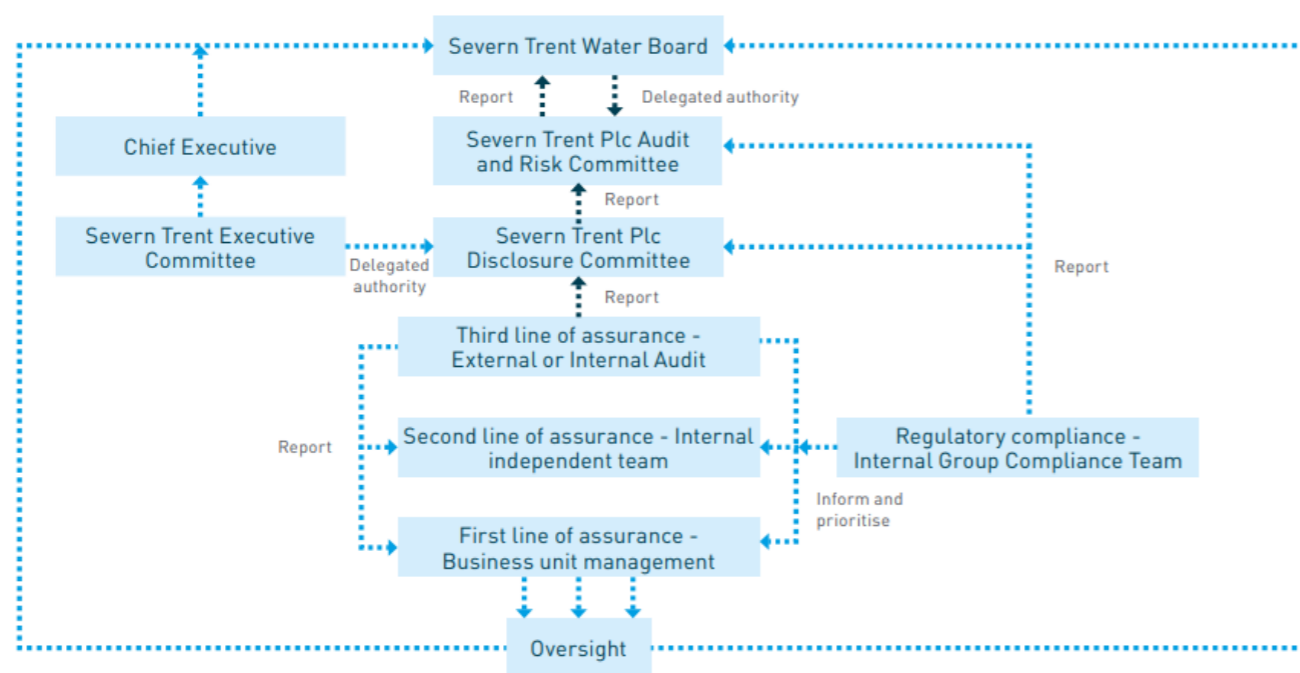 Severn Trent Water Board
Report
Delegated authority
Chief Executive
Severn Trent Plc Audit
and Risk Committee
Report
Severn Trent Executive
Committee
Delegated
authority
Severn Trent Plc
Disclosure Committee
Report
Report
Third line of assurance -
External or Internal Audit
Report
Second line of assurance - Internal
independent team
Regulatory compliance -
Internal Group Compliance Team
Inform and
prioritise
First line of assurance -
Business unit management
Oversight